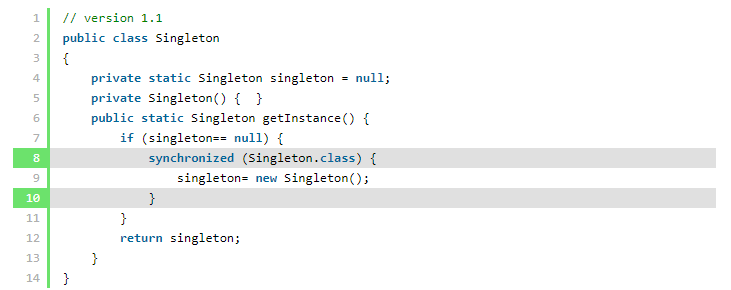 1 // version 1.1
2 public class Singleton
3 {
4     private static Singleton singleton = null;
5     private Singleton() {  }
6     public static Singleton getInstance() {
7         if (singleton== null) {
8             synchronized (Singleton.class) {
9                 singleton= new Singleton();
10             }
11         }
12         return singleton;
13     }
14 }